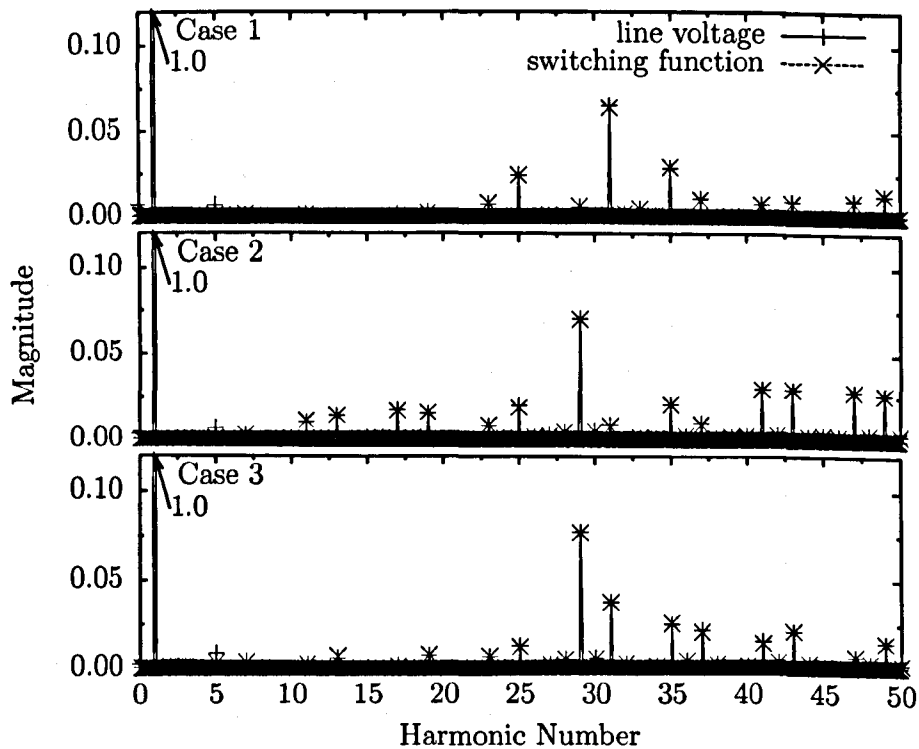 Case 1
1.0
line voltage
switching function
0.10
0.05
0.00
Case 2
1.0
0.10
0.05
0.00
Case 3
1.0
0.10
0.05
0.00
Magnitude
0 5 10 15 20 25 30 35 40 45 50
Harmonic Number